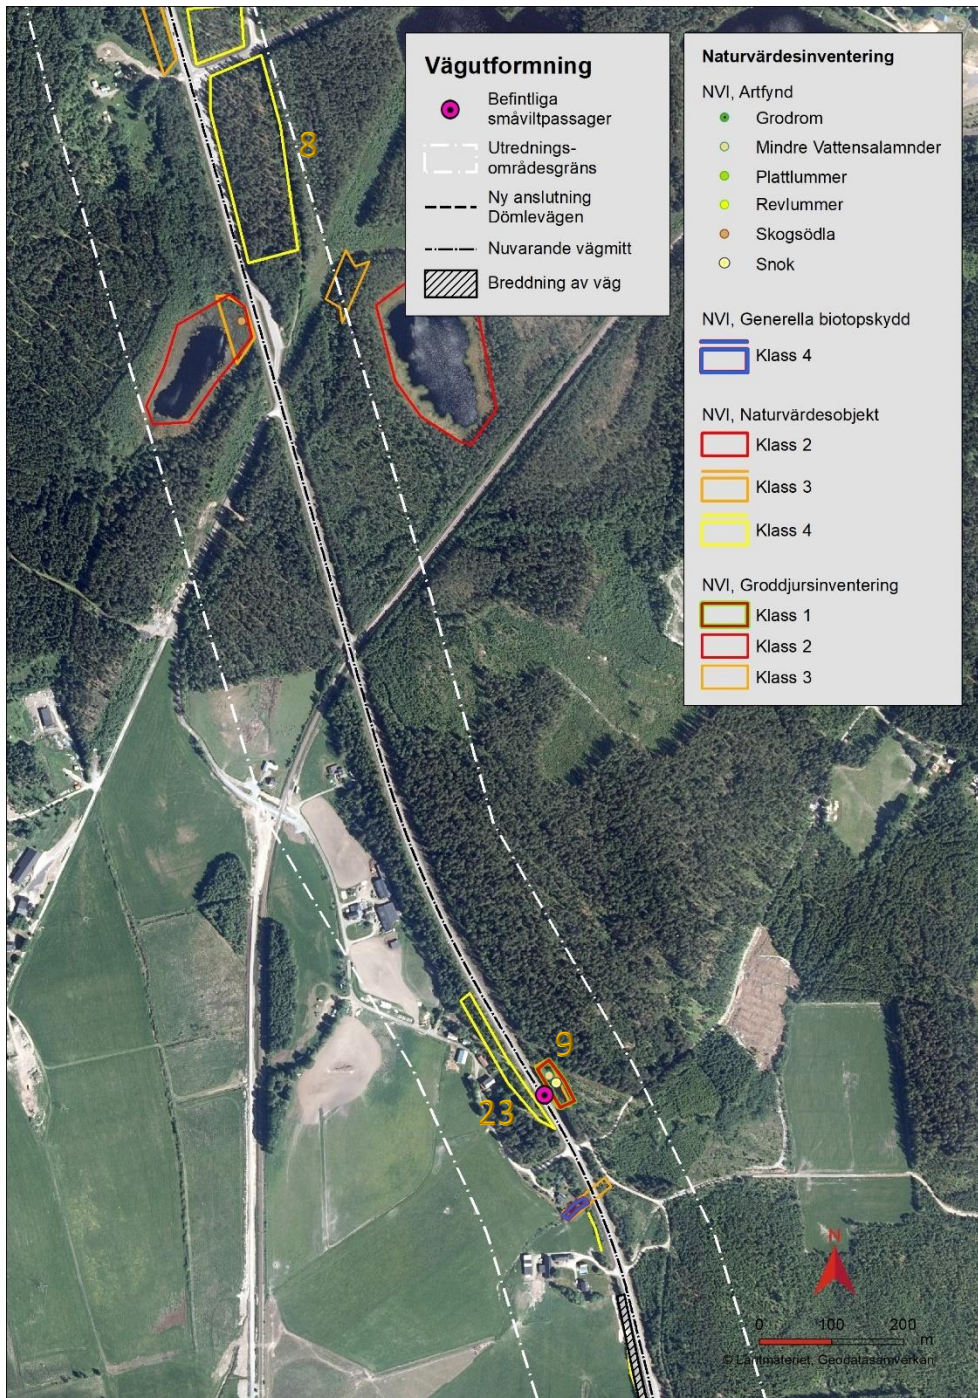 Vägutformning
Befintliga
småviltpassager
Utrednings-
områdesgräns
Ny anslutning
Dömlevägen
Nuvarande vägmitt
Breddning av väg
Naturvärdesinventering
NVI, Artfynd
Grodrom
Mindre Vattensalamnder
Plattlummer
Revlummer
Skogsödla
Snok
NVI, Generella biotopskydd
Klass 4
NVI, Naturvärdesobjekt
Klass 2
Klass 3
Klass 4
NVI, Groddjursinventering
Klass 1
Klass 2
Klass 3
8
9
23
N
0 100 200
m
© Lantmäteriet, Geodatasamverkan